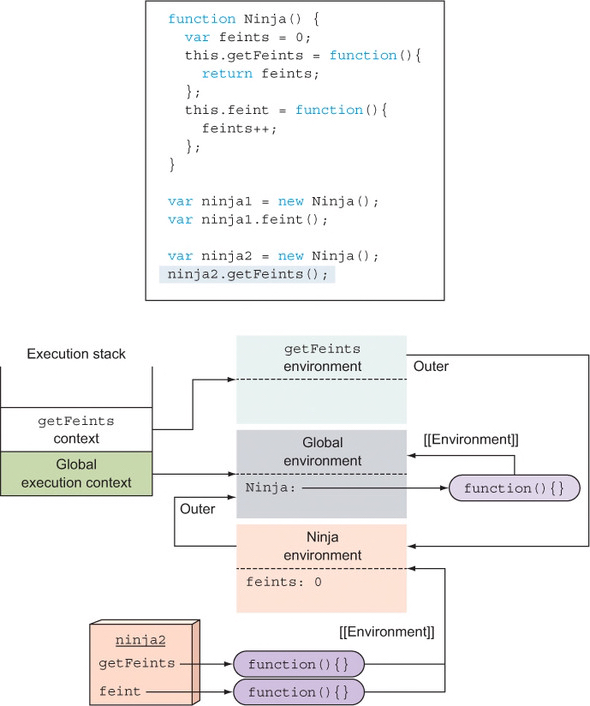 function Ninja() {
var feints = 0;
this.getFeints = function(){
return feints;
};
this.feint = function(){
feints++;
};
}
var ninja1 = new Ninja();
var ninja1.feint();
var ninja2 = new Ninja();
ninja2.getFeints();
Execution stack
getFeints
context
Global
execution context
getFeints
environment
Outer
Global
environment
Ninja:
[[Environment]]
function(){}
Outer
Ninja
environment
feints: 0
[[Environment]]
ninja2
getFeints
function(){}
feint
function(){}